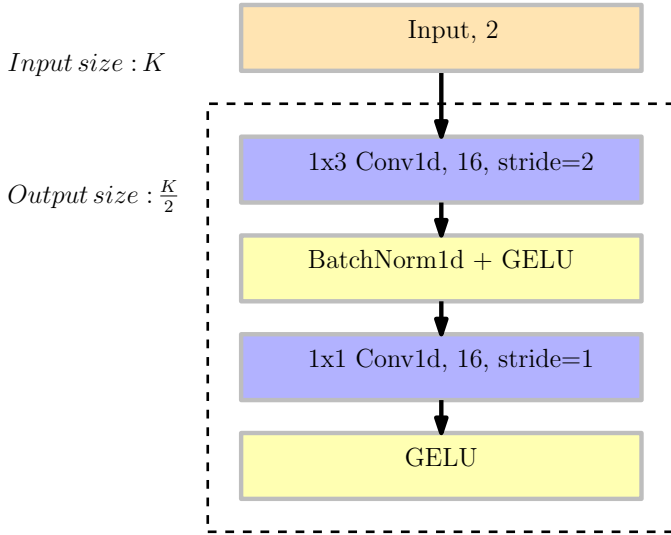 Input, 2
Input size : K
1x3 Conv1d, 16, stride=2
Output size : K/2
BatchNorm1d + GELU
1x1 Conv1d, 16, stride=1
GELU